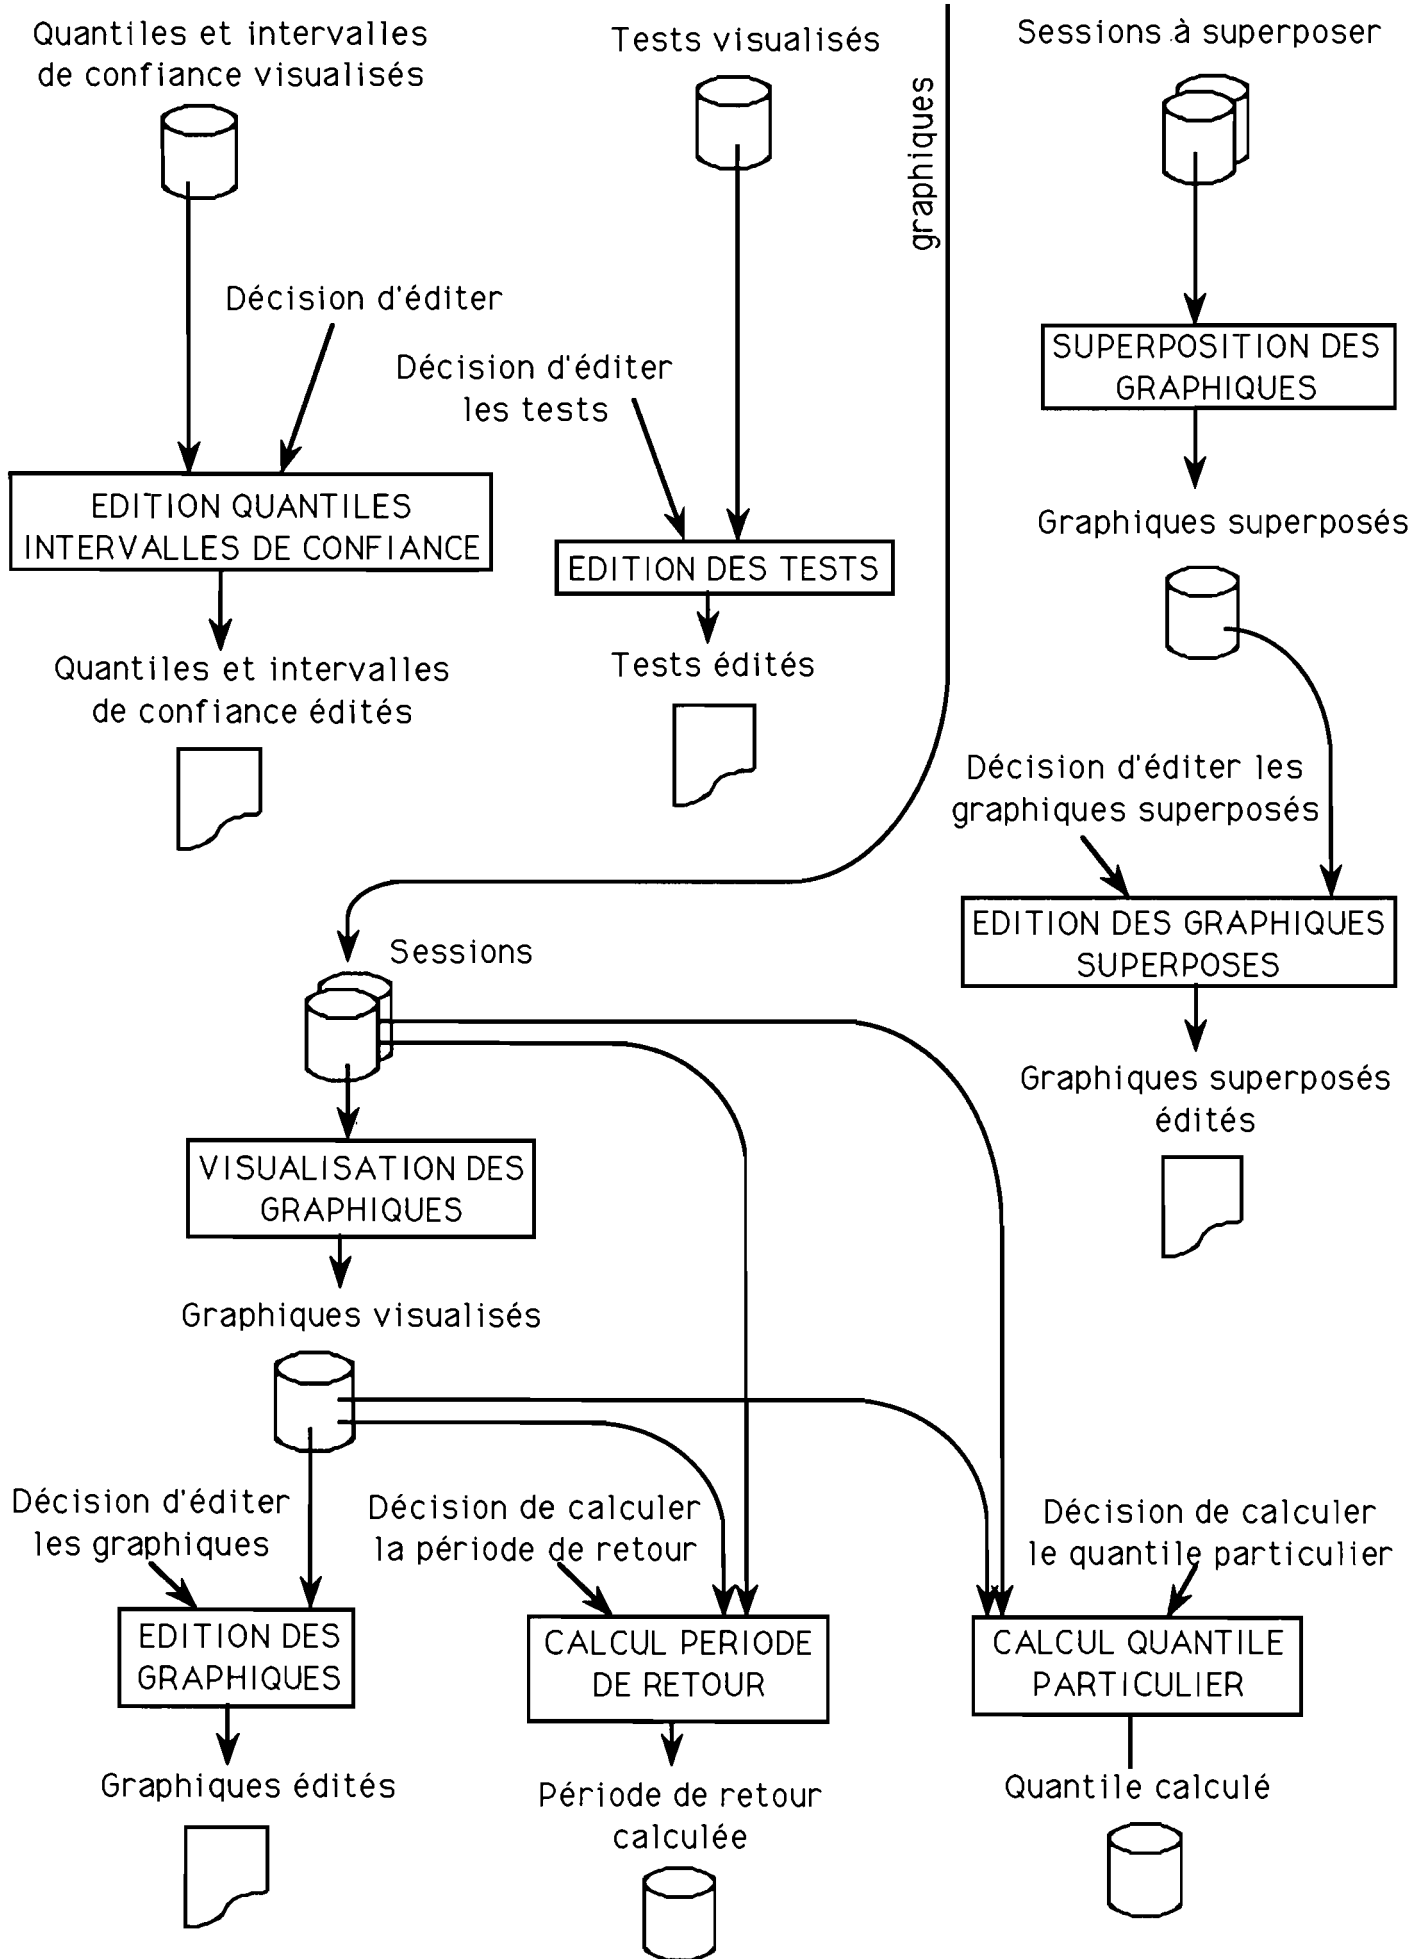 Quantiles et intervalles
de confiance visualisés
Tests visualisés
graphiques
Sessions à superposer
Décision d'éditer
Décision d'éditer
les tests
SUPERPOSITION DES
GRAPHIQUES
EDITION QUANTILES
INTERVALLES DE CONFIANCE
EDITION DES TESTS
Graphiques superposés
Quantiles et intervalles
de confiance édités
Tests édités
Décision d'éditer les
graphiques superposés
EDITION DES GRAPHIQUES
SUPERPOSES
Sessions
Graphiques superposés
édités
VISUALISATION DES
GRAPHIQUES
Graphiques visualisés
Décision d'éditer
les graphiques
Décision de calculer
la période de retour
Décision de calculer
le quantile particulier
EDITION DES
GRAPHIQUES
CALCUL PERIODE
DE RETOUR
CALCUL QUANTILE
PARTICULIER
Graphiques édités
Période de retour
calculée
Quantile calculé